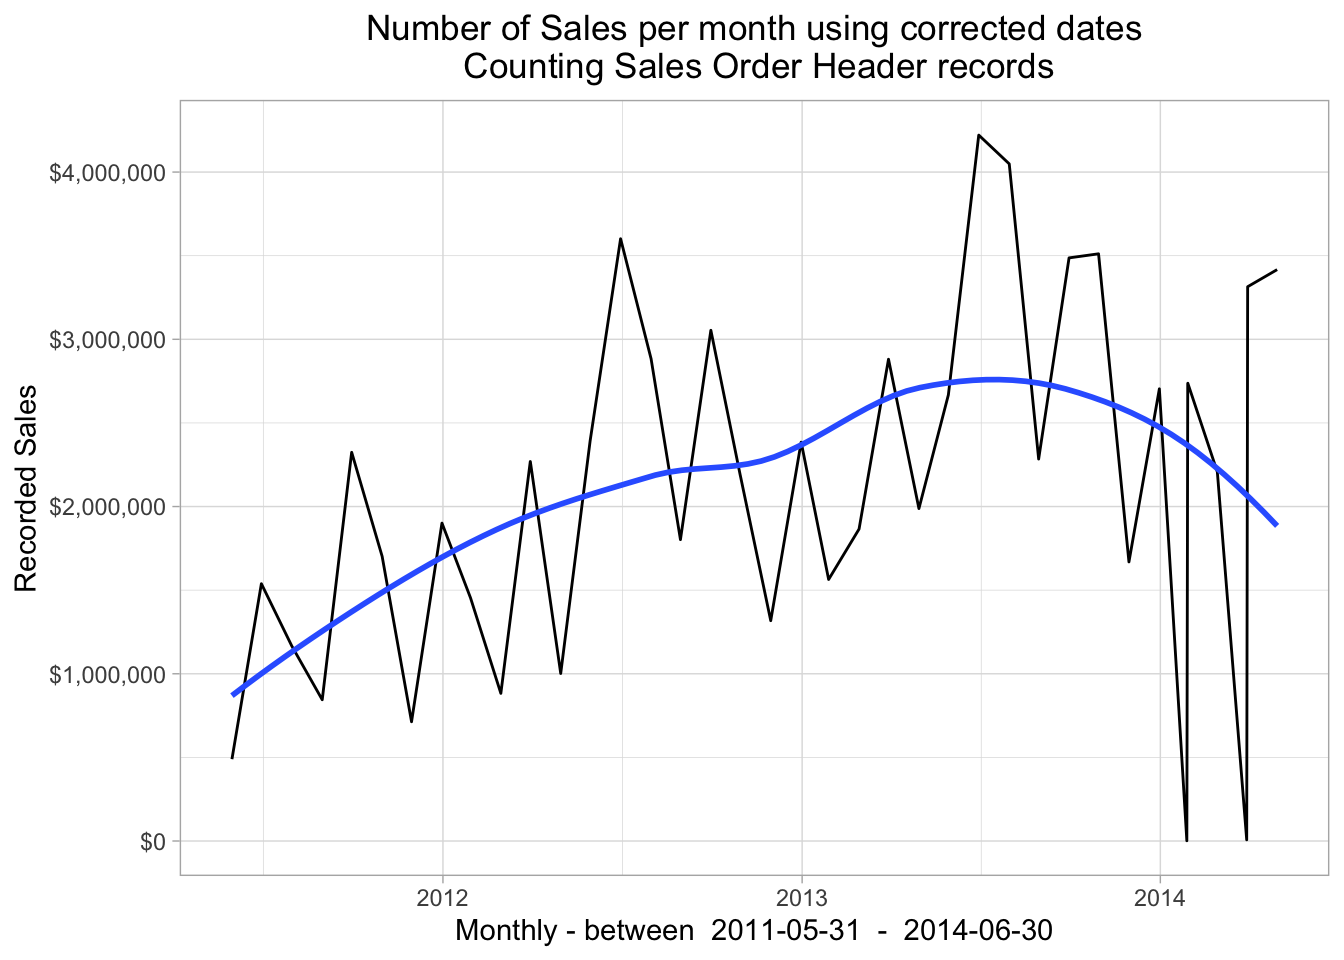 Number of Sales per month using corrected dates
Counting Sales Order Header records
$4,000,000
$3,000,000
$2,000,000
$1,000,000
$0
Recorded Sales
2012
2013
2014
Monthly - between  2011-05-31  -  2014-06-30